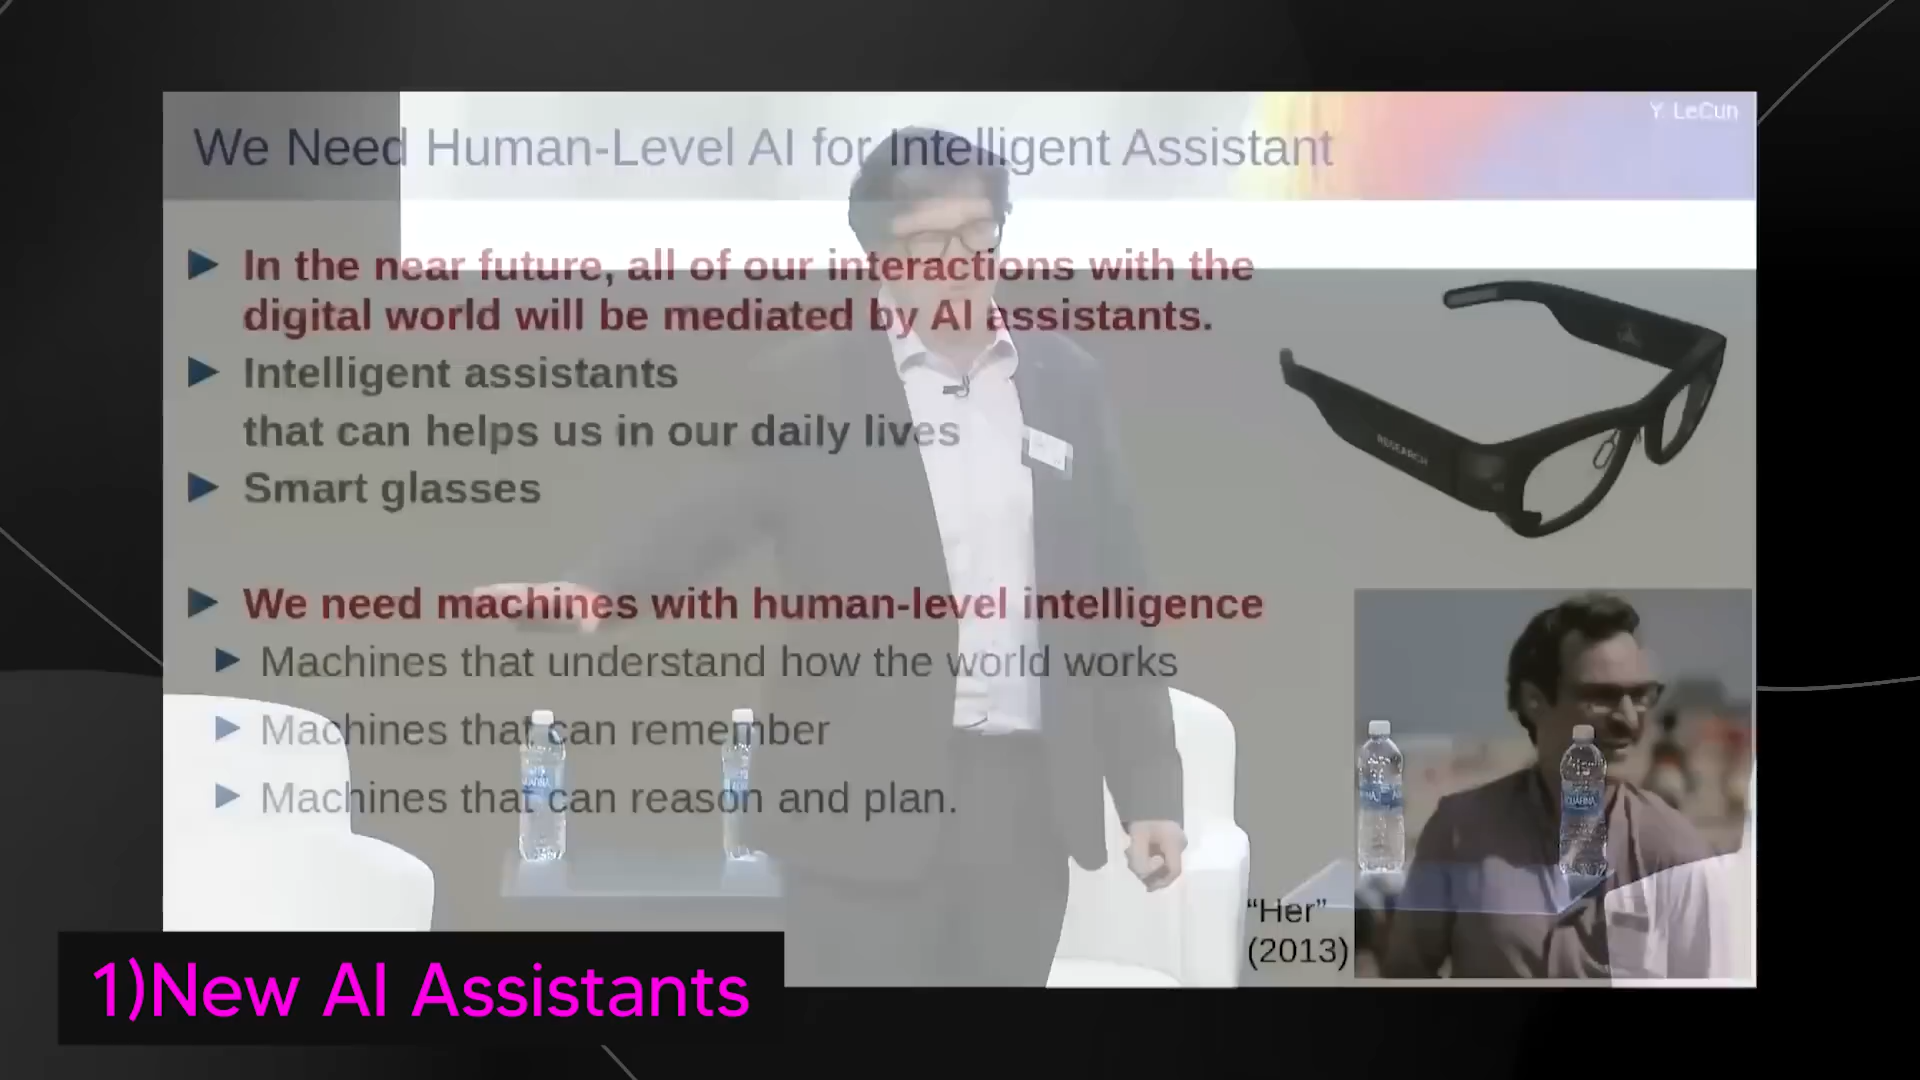 Y. LeCun
We Need Human-Level AI for Intelligent Assistant
In the near future, all of our interactions with the
digital world will be mediated by AI assistants.
Intelligent assistants
that can helps us in our daily lives
Smart glasses
RESEARCH
We need machines with human-level intelligence
Machines that understand how the world works
Machines that can remember
Machines that can reason and plan.
“Her”
(2013)
1)New AI Assistants